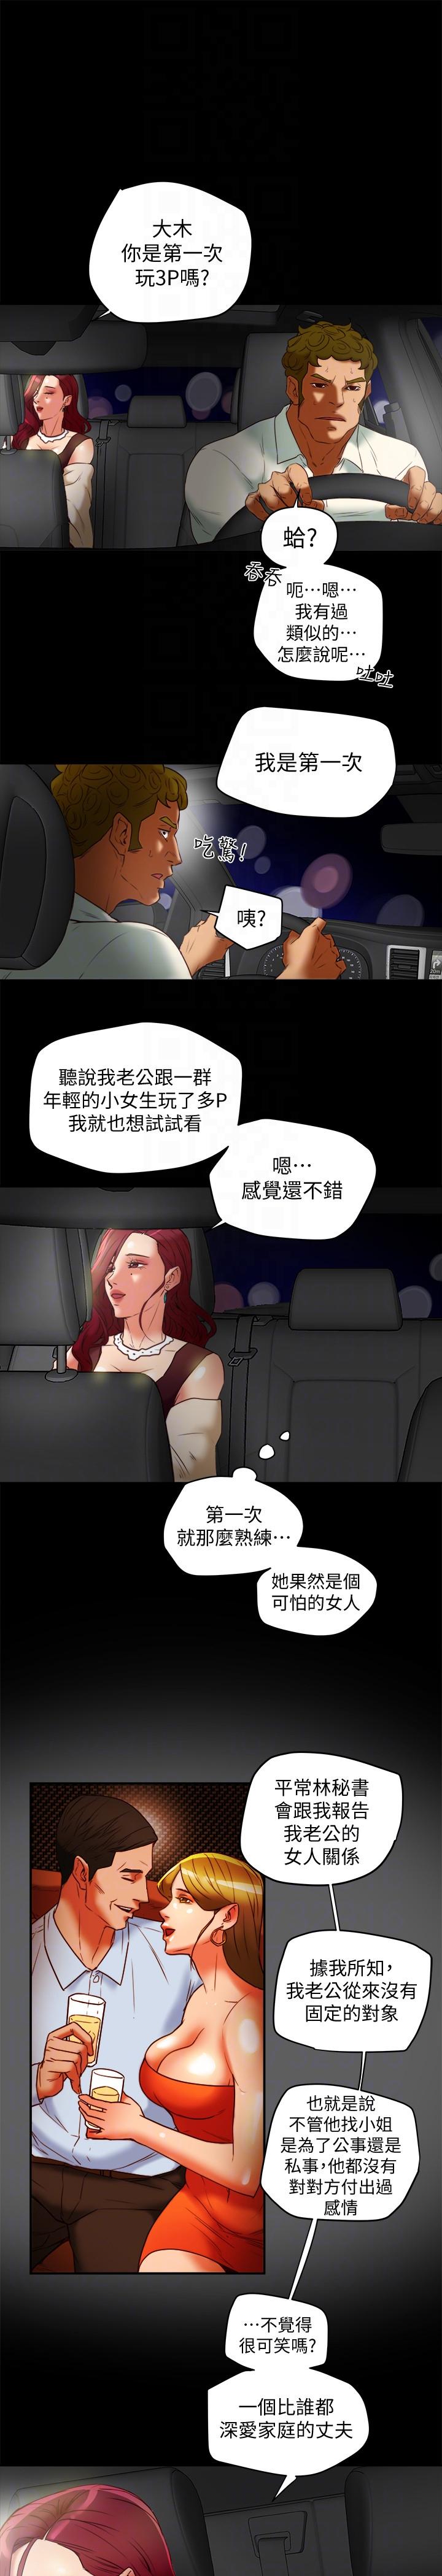 大木
你是第一次
玩3P嗎?
蛤?
吞吞
呃⋯嗯⋯
我有過
類似的⋯
怎麼說呢⋯
吐吐
我是第一次
吃驚!
咦?
聽說我老公跟一群
年輕的小女生玩了多P
我就也想試試看
嗯⋯
感覺還不錯
第一次
就那麼熟練⋯
她果然是個
可怕的女人
平常林秘書
會跟我報告
我老公的
女人關係
據我所知，
我老公從來沒有
固定的對象
也就是說
不管他找小姐
是為了公事還是
私事，他都沒有
對對方付出過
感情
⋯不覺得
很可笑嗎?
一個比誰都
深愛家庭的丈夫